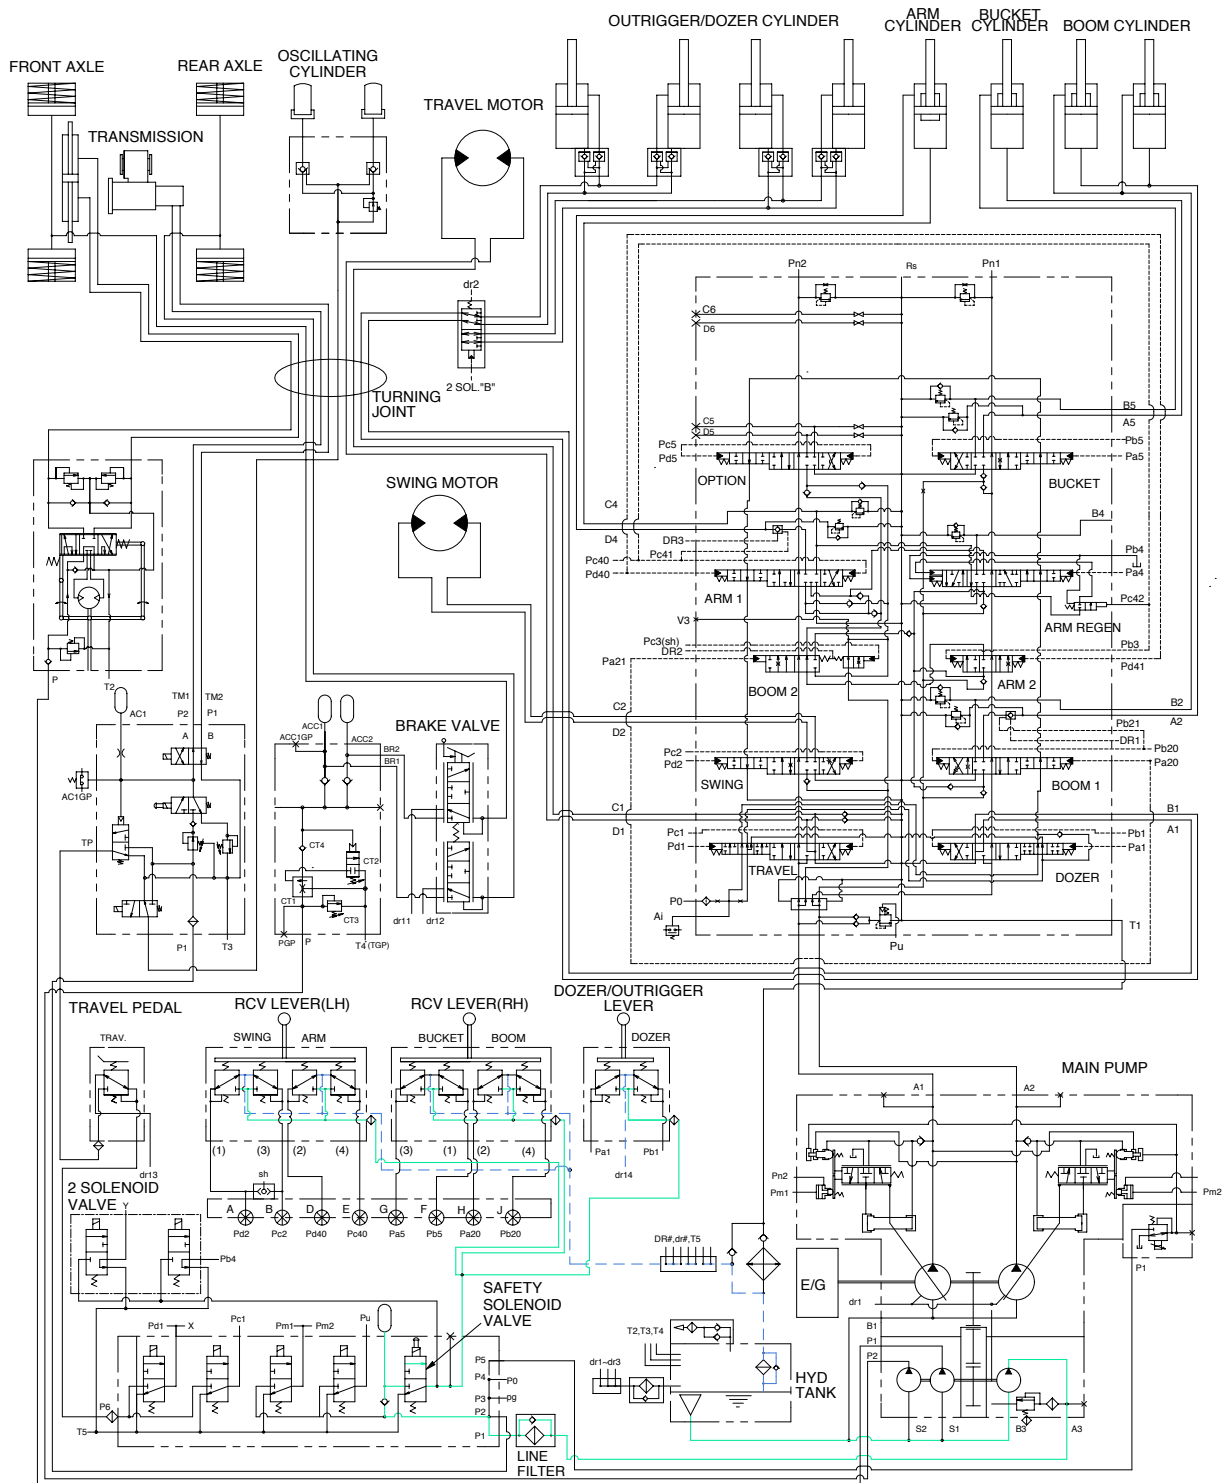 OUTRIGGER/DOZER CYLINDER
ARM
CYLINDER
BUCKET
CYLINDER
BOOM CYLINDER
FRONT AXLE
REAR AXLE
OSCILLATING
CYLINDER
TRAVEL MOTOR
TRANSMISSION
dr2
2 SOL."B"
TURNING
JOINT
Pn2
Rs
Pn1
C6
D6
C5
D5
B5
A5
Pc5
Pd5
Pb5
Pa5
OPTION
BUCKET
SWING MOTOR
C4
D4
B4
DR3
Pc41
Pc40
Pd40
Pb4
Pa4
ARM 1
Pc42
ARM REGEN
V3
Pc3(sh)
DR2
Pa21
Pb3
Pd41
BOOM 2
ARM 2
C2
D2
B2
A2
Pb21
DR1
Pc2
Pd2
Pb20
Pa20
SWING
BOOM 1
C1
D1
B1
A1
Pc1
Pd1
Pb1
Pa1
TRAVEL
DOZER
P0
Ai
Pu
T1
P
T2
TM1
TM2
P2
P1
AC1
A
B
AC1GP
TP
P1
T3
ACC1
ACC1GP
ACC2
BR2
BR1
BRAKE VALVE
CT4
CT2
CT1
CT3
PGP
P
T4 (TGP)
dr11
dr12
TRAVEL PEDAL
TRAV.
dr13
RCV LEVER(LH)
SWING
ARM
(1)
(3)
(2)
(4)
RCV LEVER(RH)
BUCKET
BOOM
(3)
(1)
(2)
(4)
DOZER/OUTRIGGER
LEVER
DOZER
Pa1
Pb1
dr14
sh
A
B
D
E
G
F
H
J
Pd2
Pc2
Pd40
Pc40
Pa5
Pb5
Pa20
Pb20
2 SOLENOID
VALVE
Y
Pb4
SAFETY
SOLENOID
VALVE
Pd1
X
Pc1
Pm1
Pm2
Pu
P6
T5
P5
P4
P0
P3
pg
P2
P1
LINE
FILTER
DR#,dr#,T5
T2,T3,T4
dr1~dr3
HYD
TANK
MAIN PUMP
A1
A2
Pn2
Pm1
Pm2
P1
E/G
dr1
B1
P1
P2
S2
S1
B3
A3